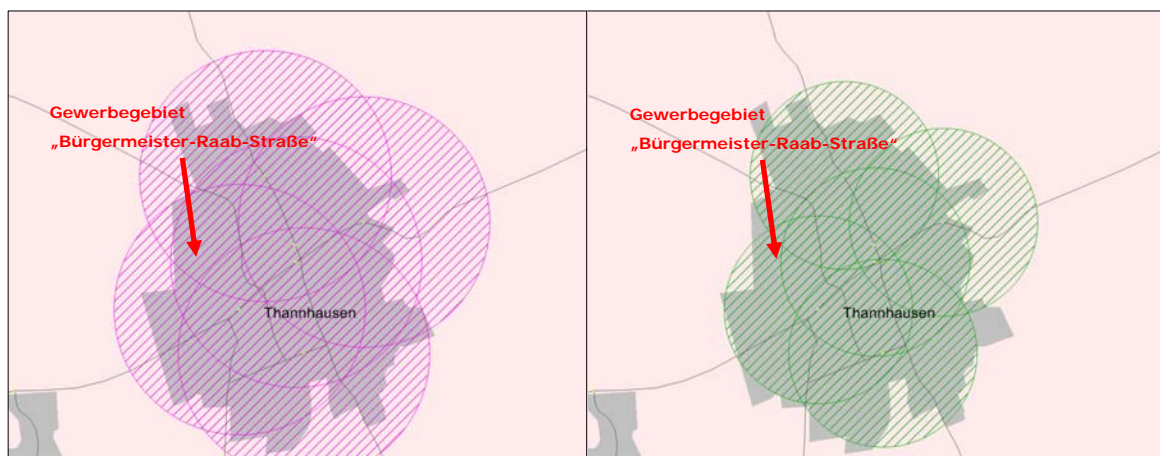 Gewerbegebiet
„Bürgermeister-Raab-Straße“
Thannhausen
Gewerbegebiet
„Bürgermeister-Raab-Straße“
Thannhausen